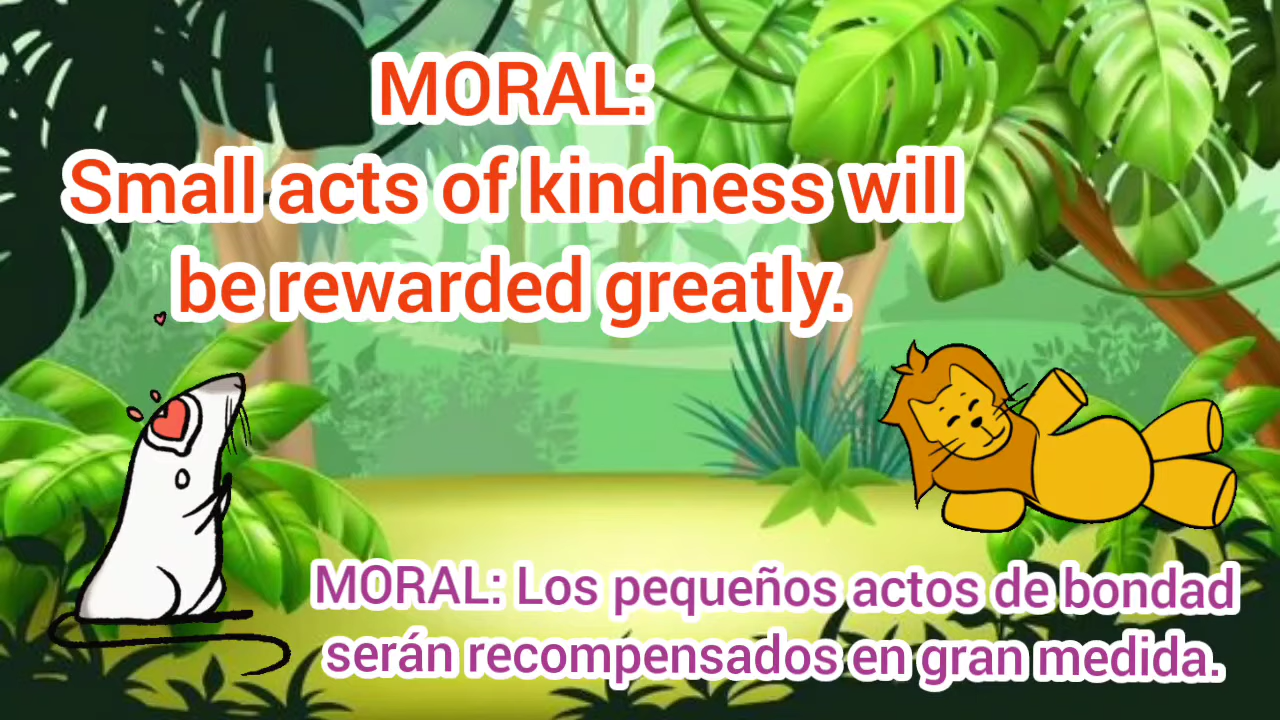 MORAL:
Small acts of kindness will
be rewarded greatly.
MORAL: Los pequeños actos de bondad
serán recompensados en gran medida.